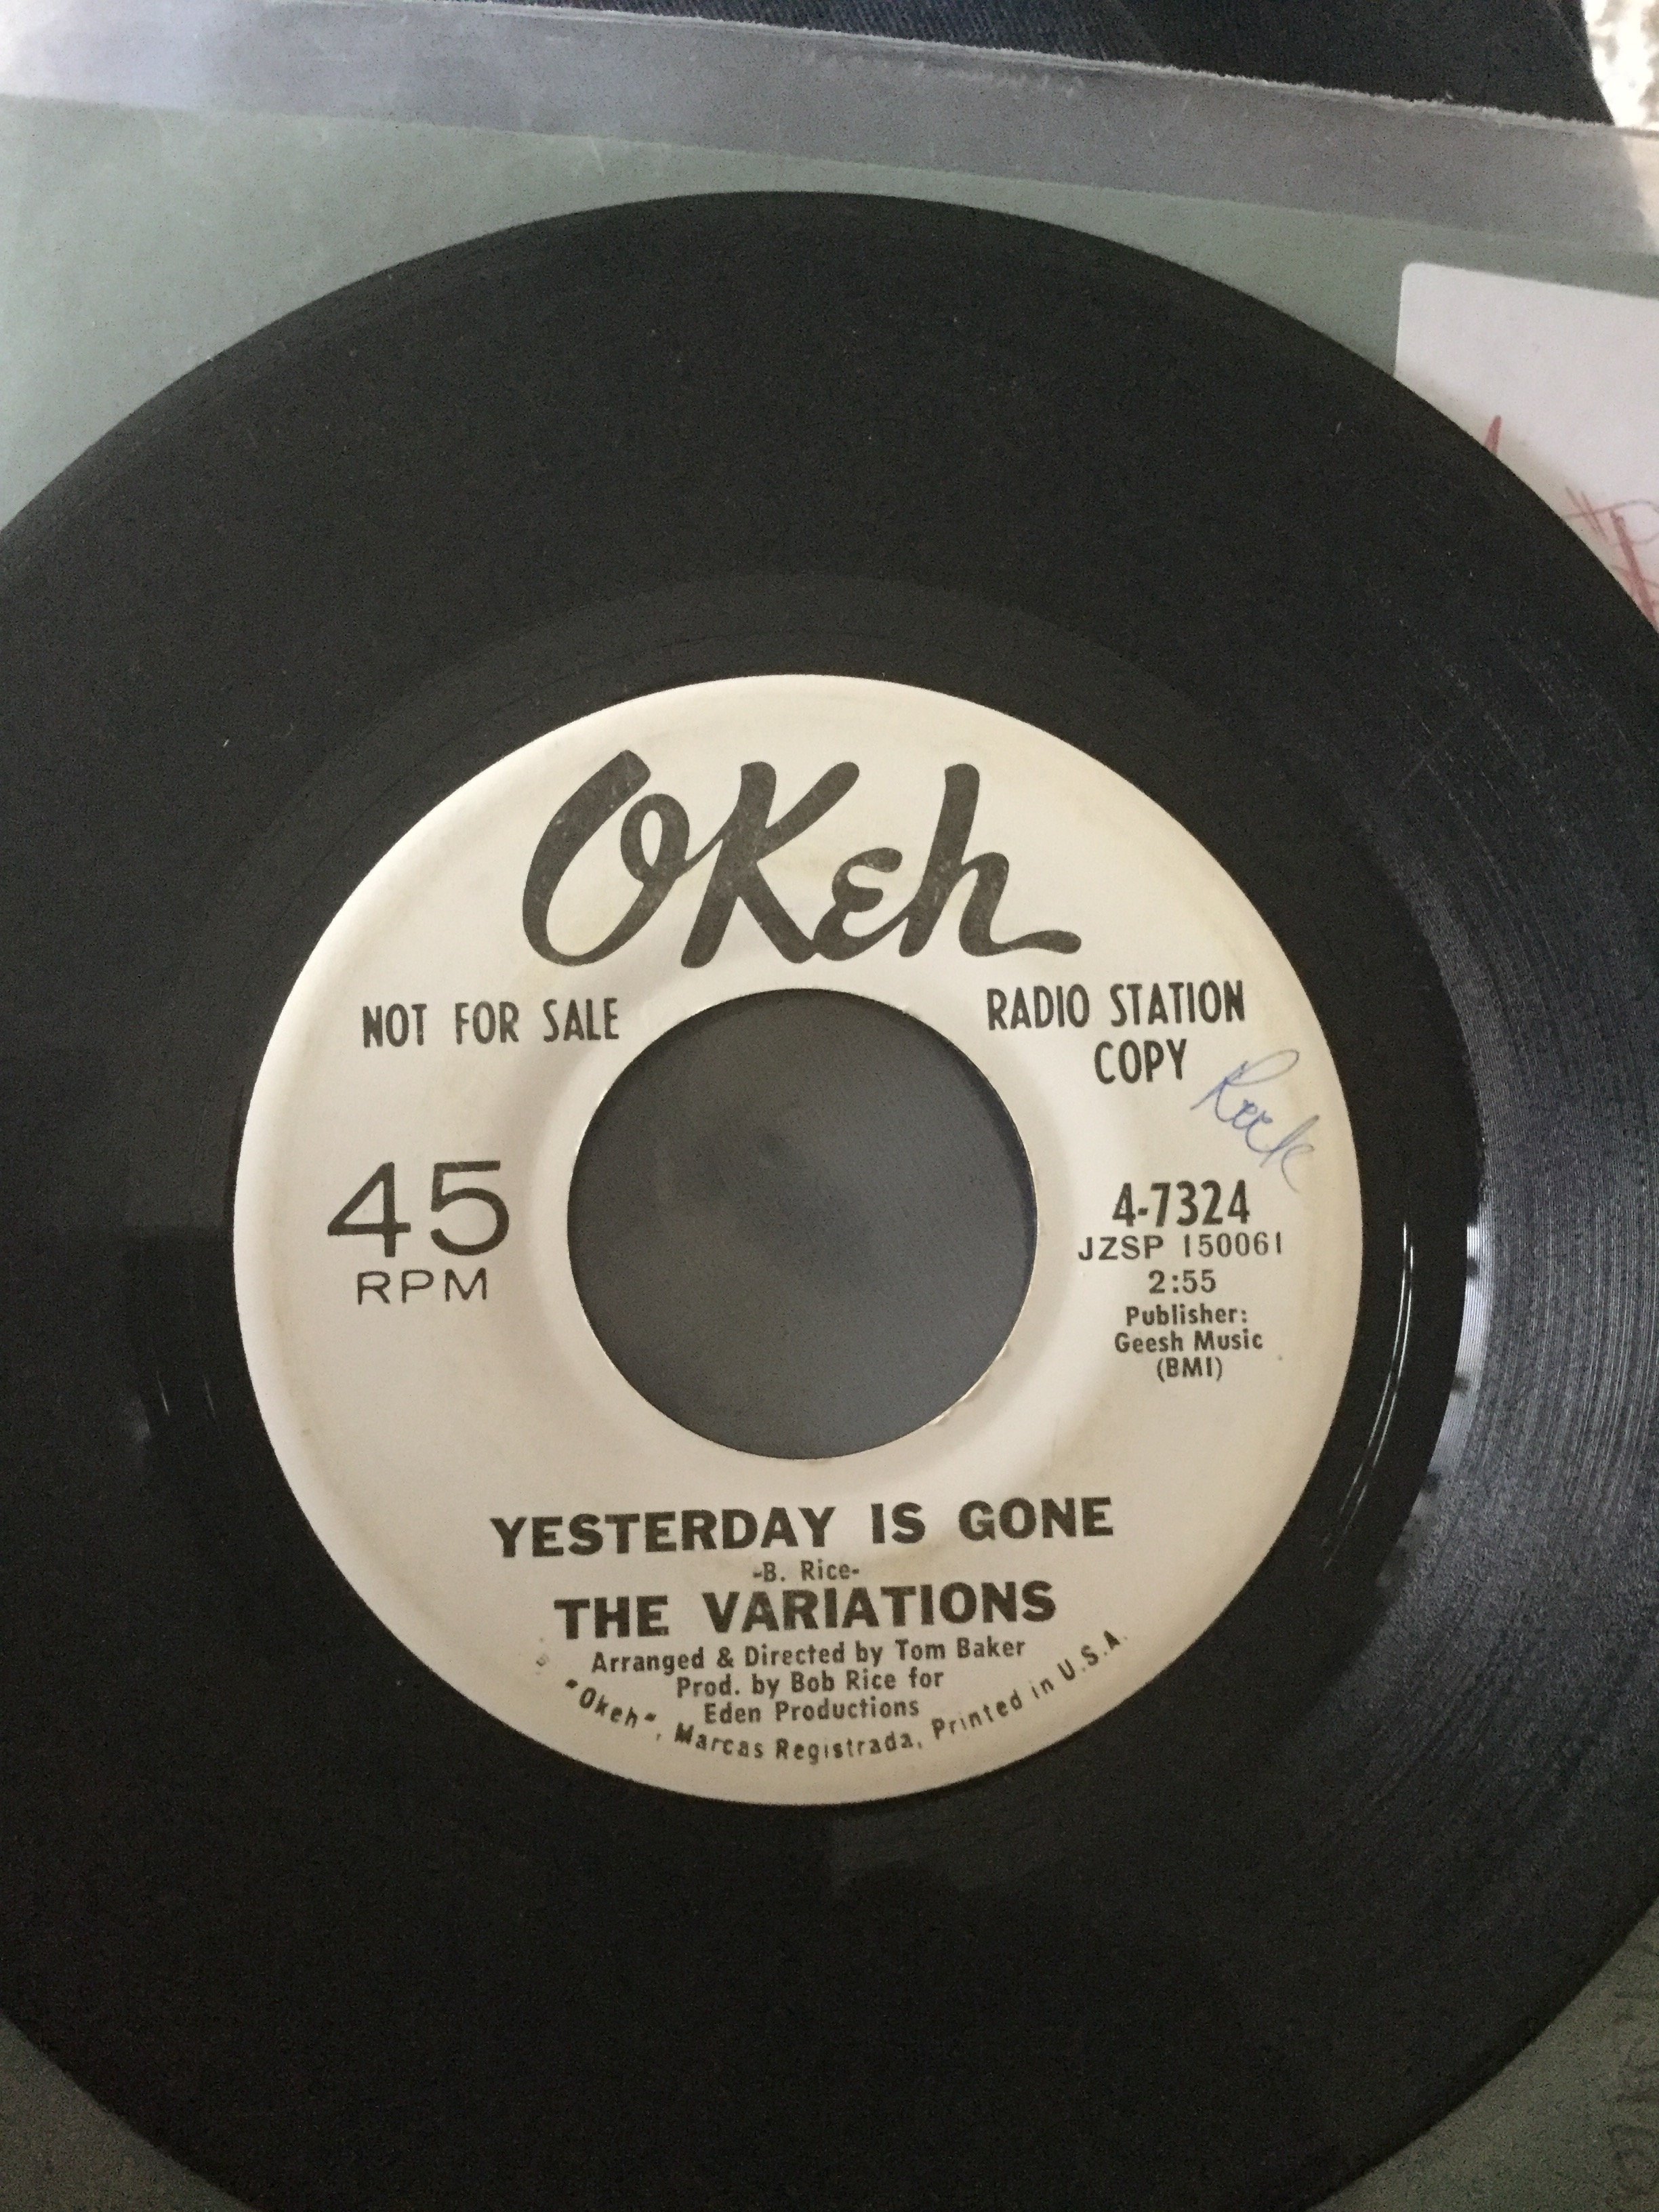 OKeh
NOT FOR SALE
RADIO STATION
COPY
Rock
45
RPM
4-7324
JZSP 150061
2:55
Publisher:
Geesh Music
(BMI)
YESTERDAY IS GONE
-B. Rice-
THE VARIATIONS
Arranged & Directed by Tom Baker
Prod. by Bob Rice for
Eden Productions
"Okeh", Marcas Registrada, Printed in U.S.A.